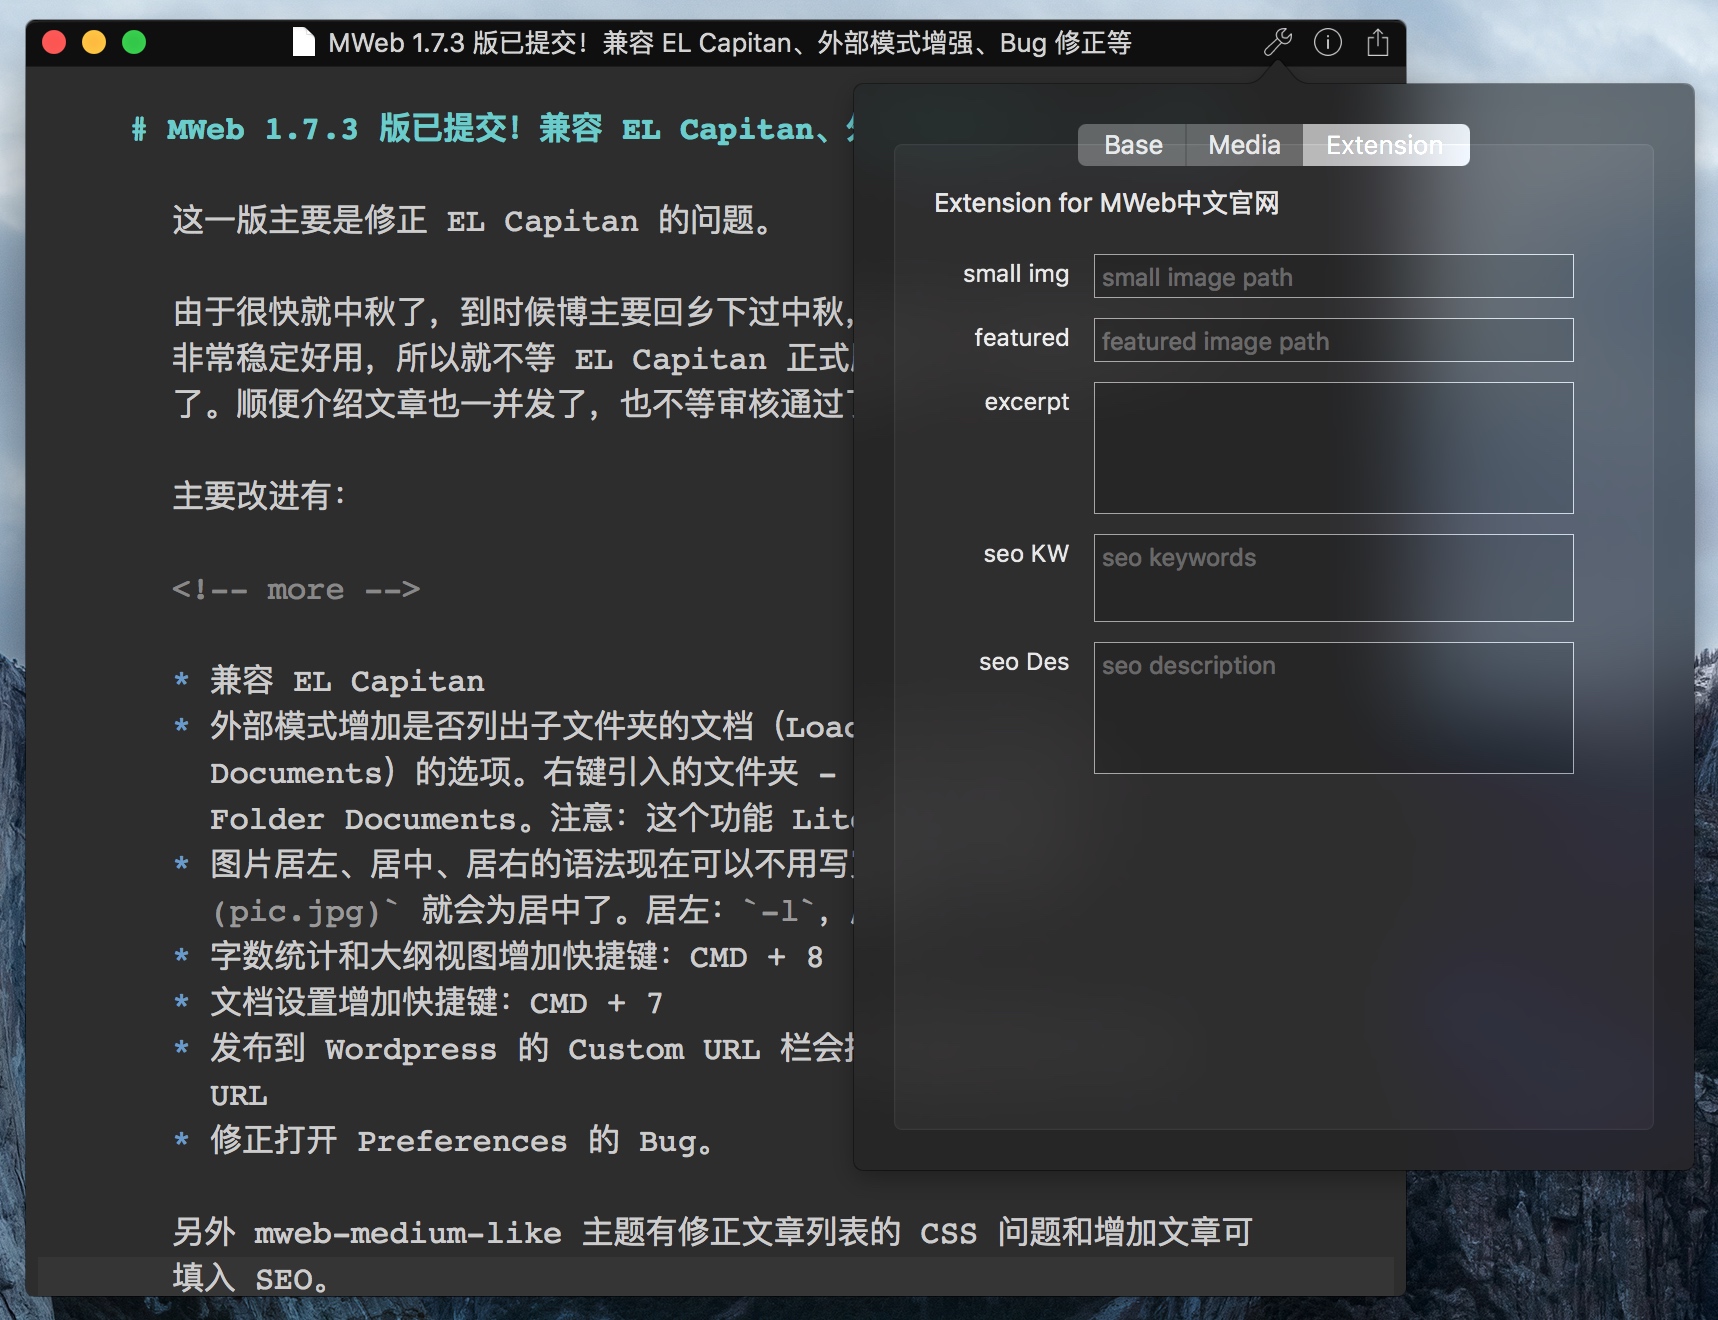 MWeb 1.7.3 版已提交！兼容 EL Capitan、外部模式增强、Bug 修正等
# MWeb 1.7.3 版已提交！兼容 EL Capitan、
这一版主要是修正 EL Capitan 的问题。
由于很快就中秋了，到时候博主要回乡下过中秋，
非常稳定好用，所以就不等 EL Capitan 正式
了。顺便介绍文章也一并发了，也不等审核通过
主要改进有：
<!-- more -->
* 兼容 EL Capitan
* 外部模式增加是否列出子文件夹的文档（Load
Documents）的选项。右键引入的文件夹 -
Folder Documents。注意：这个功能 Lite
* 图片居左、居中、居右的语法现在可以不用写
(pic.jpg)` 就会为居中了。居左：`-l`，
* 字数统计和大纲视图增加快捷键：CMD + 8
* 文档设置增加快捷键：CMD + 7
* 发布到 Wordpress 的 Custom URL 栏会
URL
* 修正打开 Preferences 的 Bug。
另外 mweb-medium-like 主题有修正文章列表的 CSS 问题和增加文章可
填入 SEO。
Base Media Extension
Extension for MWeb中文官网
small img small image path
featured featured image path
excerpt
seo KW seo keywords
seo Des seo description